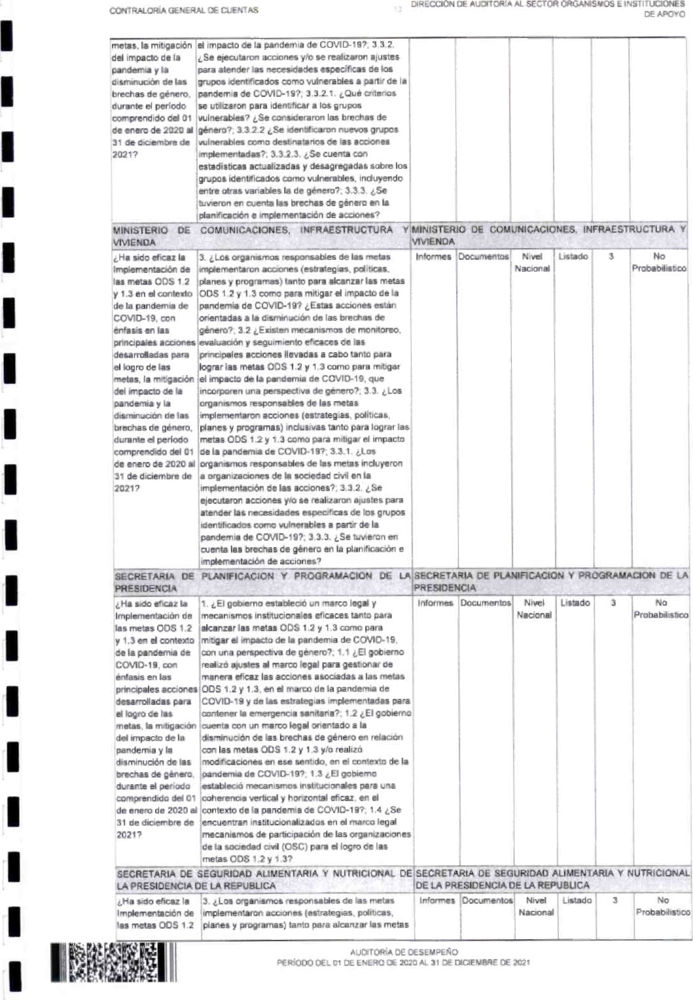 CONTRALORÍA GENERAL DE CUENTAS
13
DIRECCIÓN DE AUDITORÍA AL SECTOR ORGANISMOS E INSTITUCIONES
DE APOYO
metas, la mitigación
del impacto de la
pandemia y la
disminución de las
brechas de género,
durante el período
comprendido del 01
de enero de 2020 al
31 de diciembre de
2021?
el impacto de la pandemia de COVID-19?; 3.3.2.
¿Se ejecutaron acciones y/o se realizaron ajustes
para atender las necesidades específicas de los
grupos identificados como vulnerables a partir de la
pandemia de COVID-19?; 3.3.2.1. ¿Qué criterios
se utilizaron para identificar a los grupos
vulnerables? ¿Se consideraron las brechas de
género?; 3.3.2.2 ¿Se identificaron nuevos grupos
vulnerables como destinatarios de las acciones
implementadas?; 3.3.2.3. ¿Se cuenta con
estadísticas actualizadas y desagregadas sobre los
grupos identificados como vulnerables, incluyendo
entre otras variables la de género?; 3.3.3. ¿Se
tuvieron en cuenta las brechas de género en la
planificación e implementación de acciones?
MINISTERIO DE COMUNICACIONES, INFRAESTRUCTURA Y
VIVIENDA
MINISTERIO DE COMUNICACIONES, INFRAESTRUCTURA Y
VIVIENDA
¿Ha sido eficaz la
Implementación de
las metas ODS 1.2
y 1.3 en el contexto
de la pandemia de
COVID-19, con
énfasis en las
principales acciones
desarrolladas para
el logro de las
metas, la mitigación
del impacto de la
pandemia y la
disminución de las
brechas de género,
durante el período
comprendido del 01
de enero de 2020 al
31 de diciembre de
2021?
3. ¿Los organismos responsables de las metas
implementaron acciones (estrategias, políticas,
planes y programas) tanto para alcanzar las metas
ODS 1.2 y 1.3 como para mitigar el impacto de la
pandemia de COVID-19? ¿Estas acciones están
orientadas a la disminución de las brechas de
género?; 3.2 ¿Existen mecanismos de monitoreo,
evaluación y seguimiento eficaces de las
principales acciones llevadas a cabo tanto para
lograr las metas ODS 1.2 y 1.3 como para mitigar
el impacto de la pandemia de COVID-19, que
incorporen una perspectiva de género?; 3.3. ¿Los
organismos responsables de las metas
implementaron acciones (estrategias, políticas,
planes y programas) inclusivas tanto para lograr las
metas ODS 1.2 y 1.3 como para mitigar el impacto
de la pandemia de COVID-19?; 3.3.1. ¿Los
organismos responsables de las metas incluyeron
a organizaciones de la sociedad civil en la
implementación de las acciones?; 3.3.2. ¿Se
ejecutaron acciones y/o se realizaron ajustes para
atender las necesidades específicas de los grupos
identificados como vulnerables a partir de la
pandemia de COVID-19?; 3.3.3. ¿Se tuvieron en
cuenta las brechas de género en la planificación e
implementación de acciones?
Informes
Documentos
Nivel
Nacional
Listado
3
No
Probabilistico
SECRETARIA DE PLANIFICACION Y PROGRAMACION DE LA
PRESIDENCIA
SECRETARIA DE PLANIFICACION Y PROGRAMACION DE LA
PRESIDENCIA
¿Ha sido eficaz la
Implementación de
las metas ODS 1.2
y 1.3 en el contexto
de la pandemia de
COVID-19, con
énfasis en las
principales acciones
desarrolladas para
el logro de las
metas, la mitigación
del impacto de la
pandemia y la
disminución de las
brechas de género,
durante el período
comprendido del 01
de enero de 2020 al
31 de diciembre de
2021?
1. ¿El gobierno estableció un marco legal y
mecanismos institucionales eficaces tanto para
alcanzar las metas ODS 1.2 y 1.3 como para
mitigar el impacto de la pandemia de COVID-19,
con una perspectiva de género?; 1.1 ¿El gobierno
realizó ajustes al marco legal para gestionar de
manera eficaz las acciones asociadas a las metas
ODS 1.2 y 1.3, en el marco de la pandemia de
COVID-19 y de las estrategias implementadas para
contener la emergencia sanitaria?; 1.2 ¿El gobierno
cuenta con un marco legal orientado a la
disminución de las brechas de género en relación
con las metas ODS 1.2 y 1.3 y/o realizó
modificaciones en ese sentido, en el contexto de la
pandemia de COVID-19?; 1.3 ¿El gobierno
estableció mecanismos institucionales para una
coherencia vertical y horizontal eficaz, en el
contexto de la pandemia de COVID-19?; 1.4 ¿Se
encuentran institucionalizados en el marco legal
mecanismos de participación de las organizaciones
de la sociedad civil (OSC) para el logro de las
metas ODS 1.2 y 1.3?
Informes
Documentos
Nivel
Nacional
Listado
3
No
Probabilistico
SECRETARIA DE SEGURIDAD ALIMENTARIA Y NUTRICIONAL DE
LA PRESIDENCIA DE LA REPUBLICA
SECRETARIA DE SEGURIDAD ALIMENTARIA Y NUTRICIONAL
DE LA PRESIDENCIA DE LA REPUBLICA
¿Ha sido eficaz la
Implementación de
las metas ODS 1.2
3. ¿Los organismos responsables de las metas
implementaron acciones (estrategias, políticas,
planes y programas) tanto para alcanzar las metas
Informes
Documentos
Nivel
Nacional
Listado
3
No
Probabilistico
AUDITORÍA DE DESEMPEÑO
PERÍODO DEL 01 DE ENERO DE 2020 AL 31 DE DICIEMBRE DE 2021